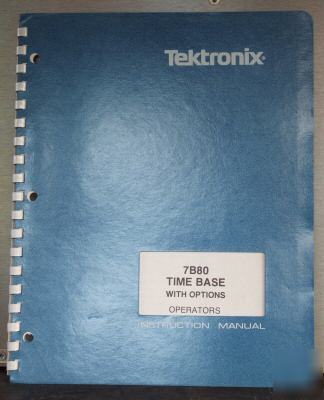 Tektronix
7B80
TIME BASE
WITH OPTIONS
OPERATORS
INSTRUCTION MANUAL